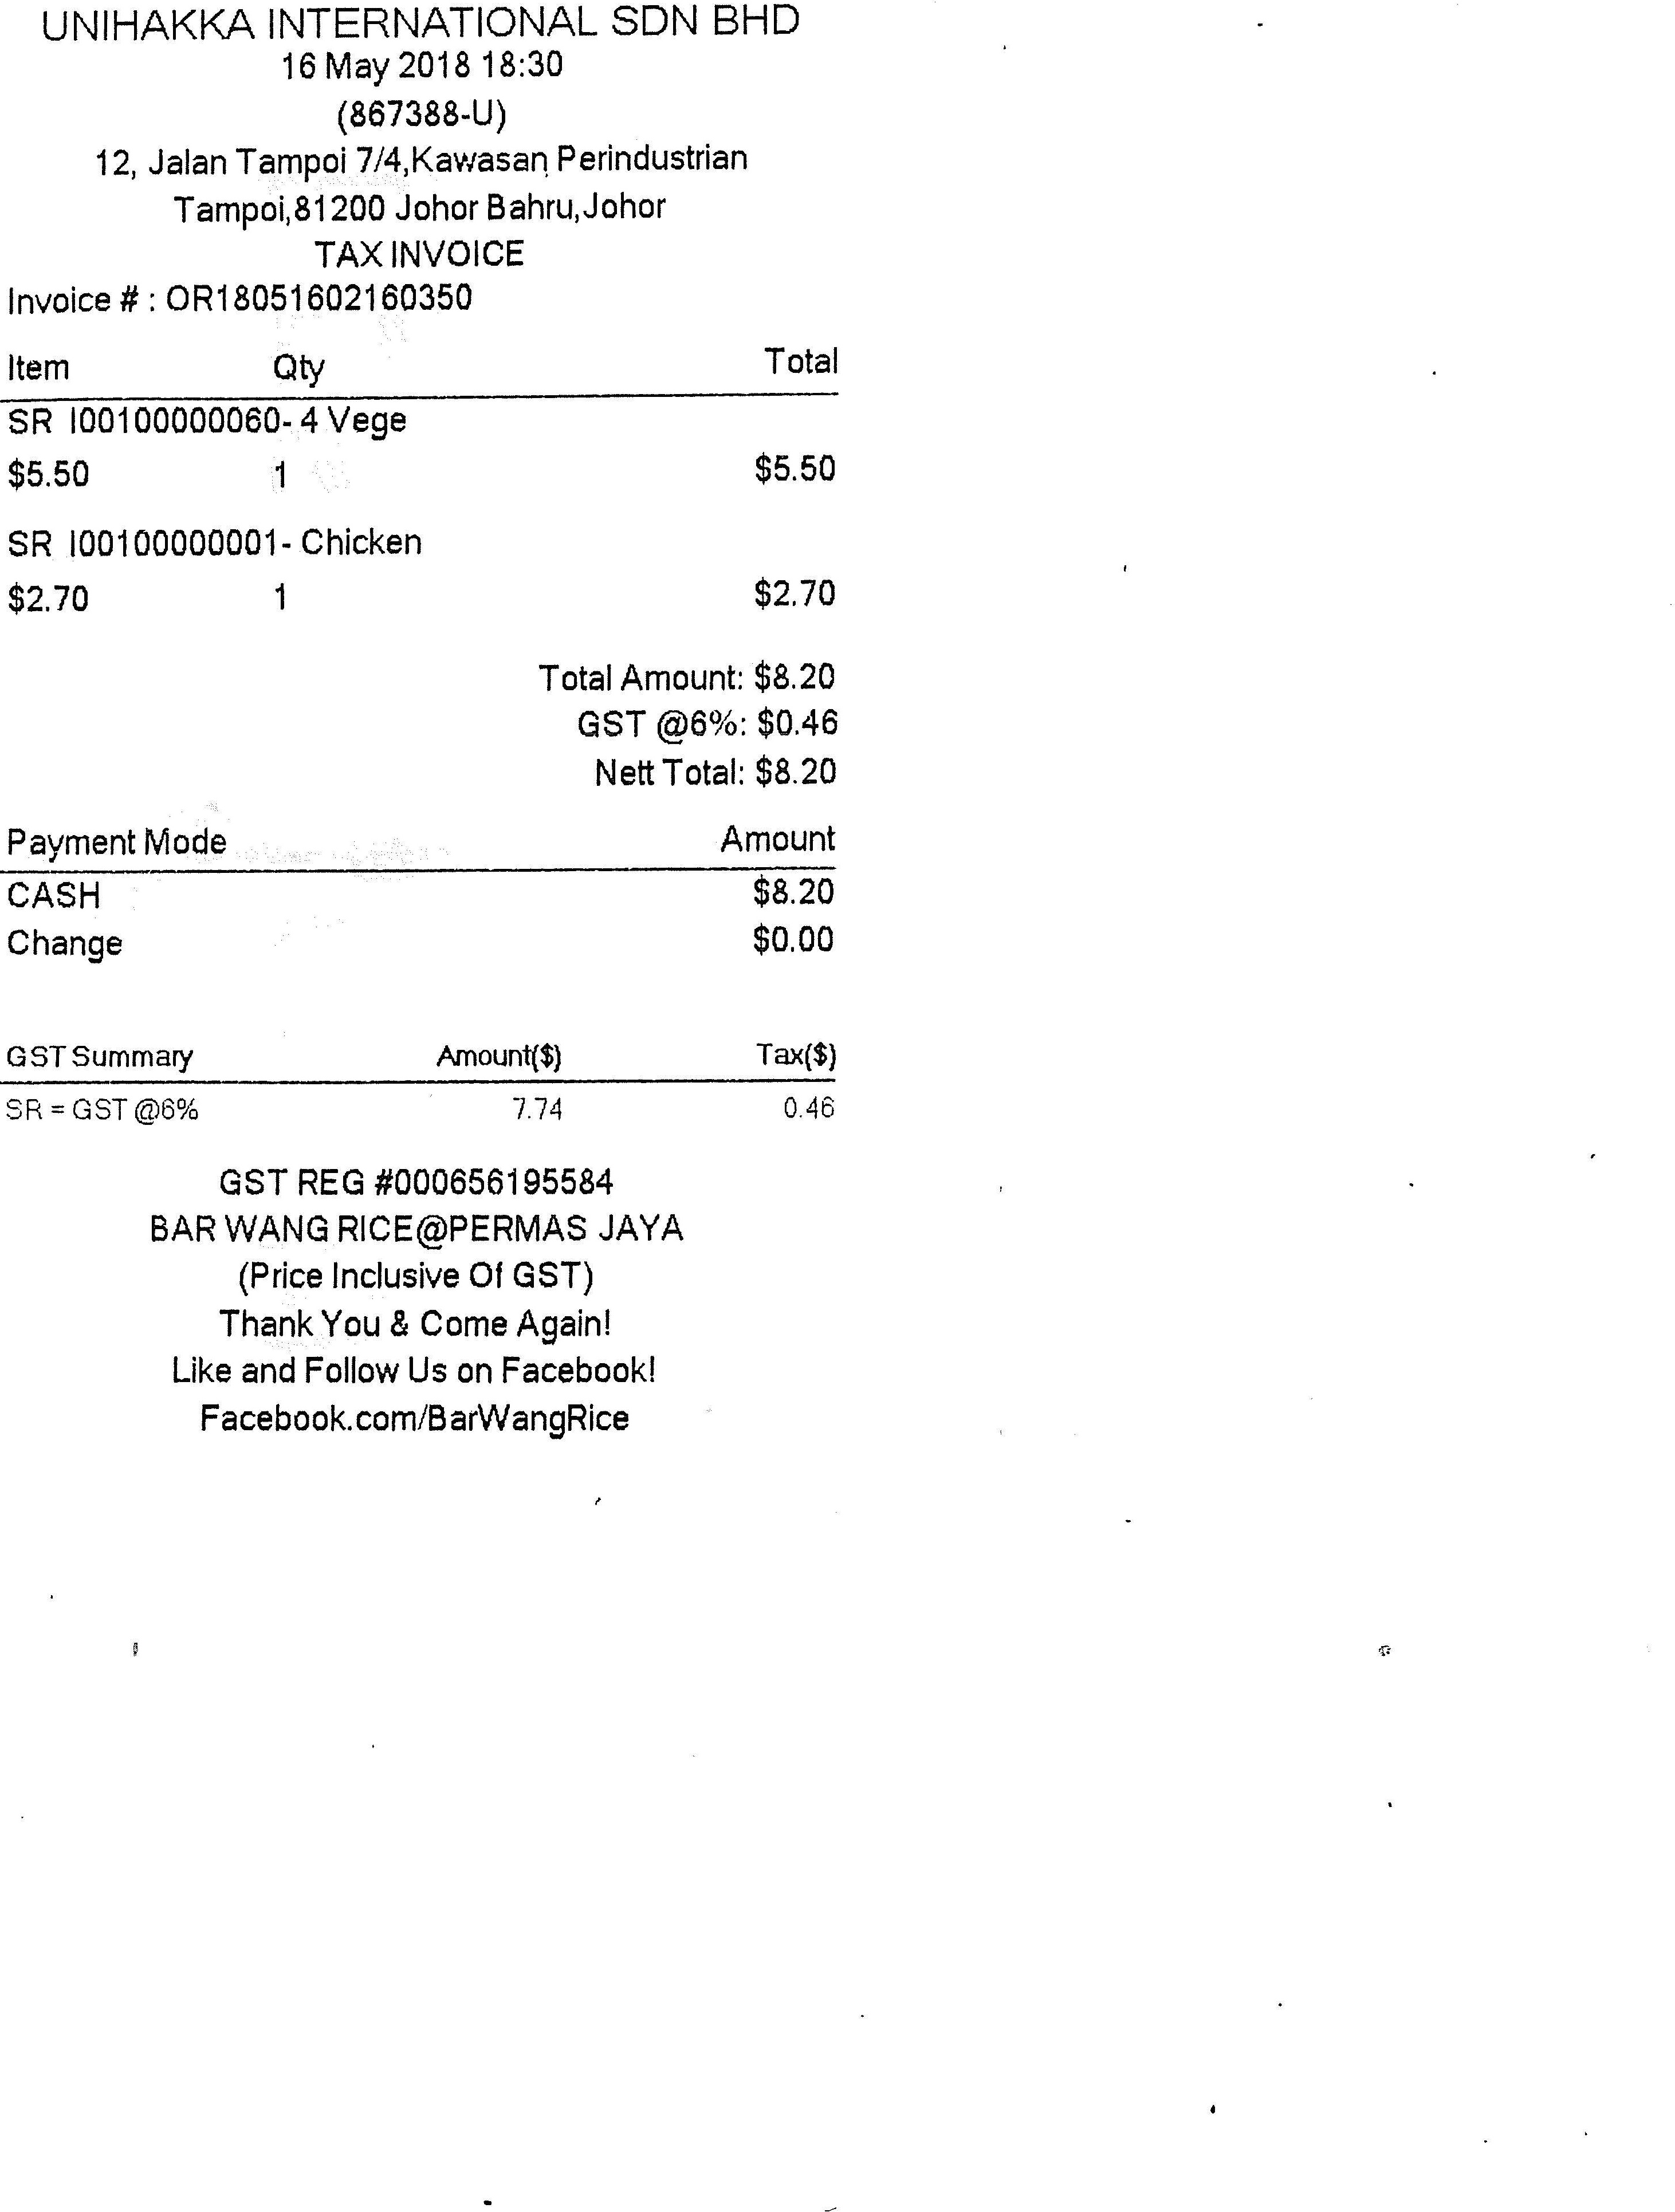 UNIHAKKA INTERNATIONAL SDN BHD
16 May 2018 18:30
(867388-U)
12, Jalan Tampoi 7/4,Kawasan Perindustrian
Tampoi,81200 Johor Bahru,Johor
TAX INVOICE
Invoice # : OR18051602160350
Item Qty Total
SR I00100000060- 4 Vege
$5.50 1 $5.50
SR I00100000001- Chicken
$2.70 1 $2.70
Total Amount: $8.20
GST @6%: $0.46
Nett Total: $8.20
Payment Mode Amount
CASH $8.20
Change $0.00
GST Summary Amount($) Tax($)
SR = GST @6% 7.74 0.46
GST REG #000656195584
BAR WANG RICE@PERMAS JAYA
(Price Inclusive Of GST)
Thank You & Come Again!
Like and Follow Us on Facebook!
Facebook.com/BarWangRice